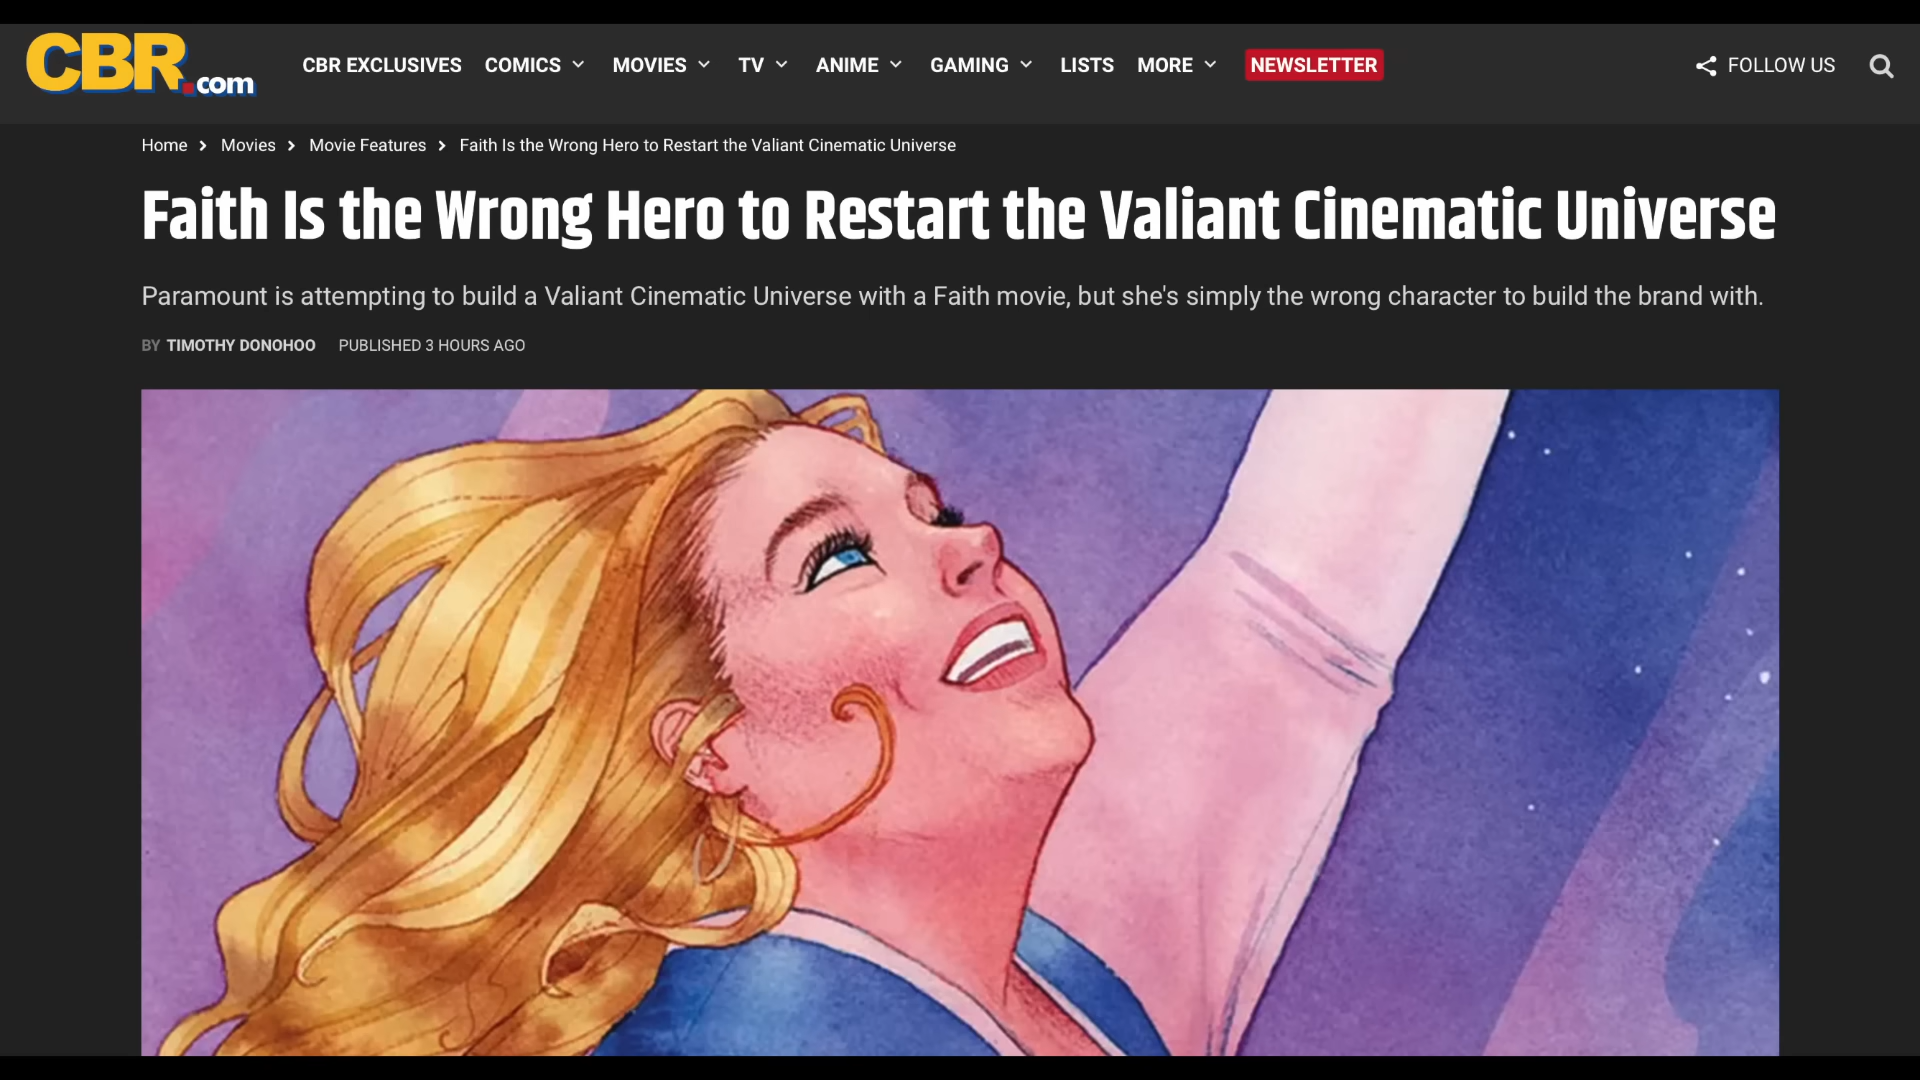 CBR.com
CBR EXCLUSIVES COMICS MOVIES TV ANIME GAMING LISTS MORE NEWSLETTER FOLLOW US
Home > Movies > Movie Features > Faith Is the Wrong Hero to Restart the Valiant Cinematic Universe
Faith Is the Wrong Hero to Restart the Valiant Cinematic Universe
Paramount is attempting to build a Valiant Cinematic Universe with a Faith movie, but she's simply the wrong character to build the brand with.
BY TIMOTHY DONOHOO PUBLISHED 3 HOURS AGO